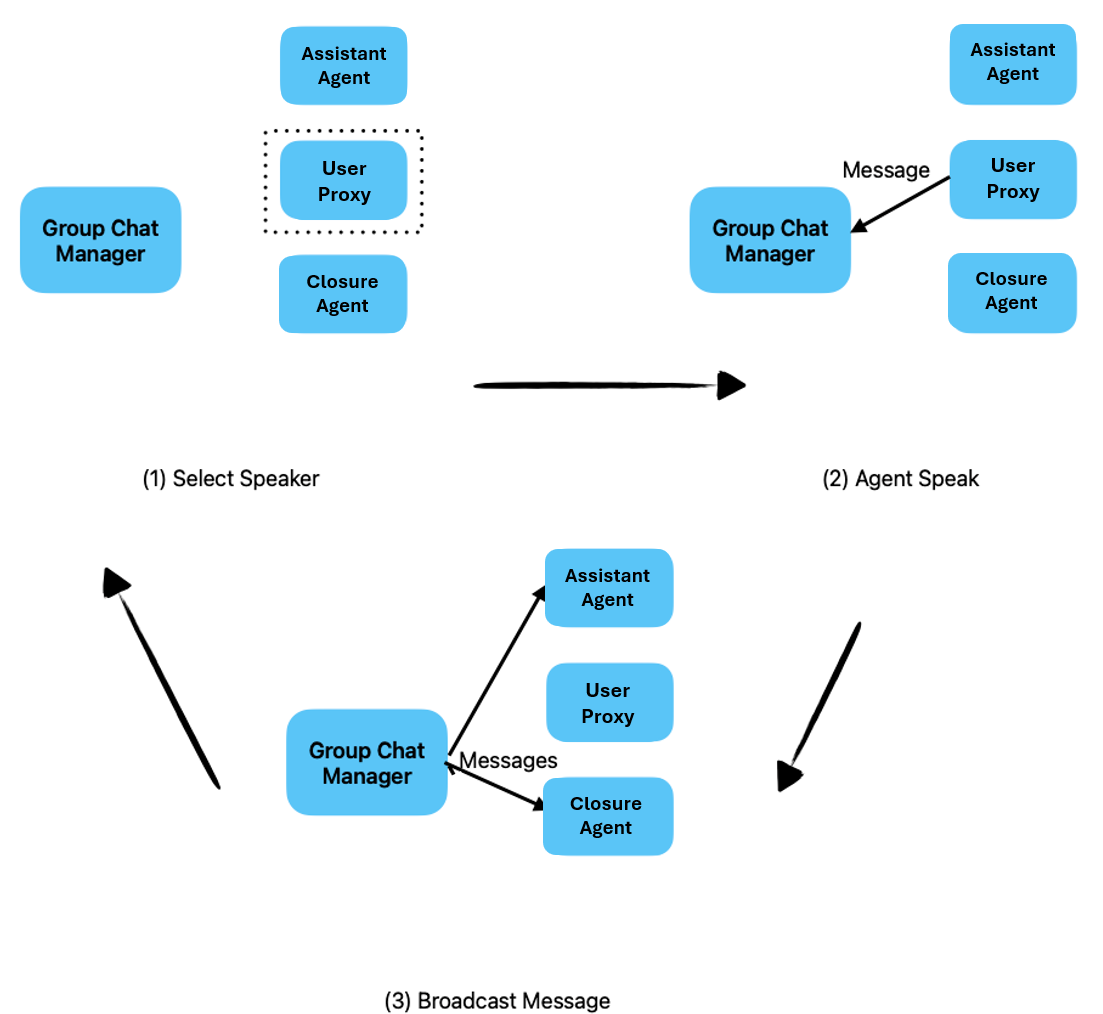 Assistant
Agent
User
Proxy
Group Chat
Manager
Closure
Agent
(1) Select Speaker
Assistant
Agent
Message
User
Proxy
Group Chat
Manager
Closure
Agent
(2) Agent Speak
Assistant
Agent
User
Proxy
Group Chat
Manager
Messages
Closure
Agent
(3) Broadcast Message